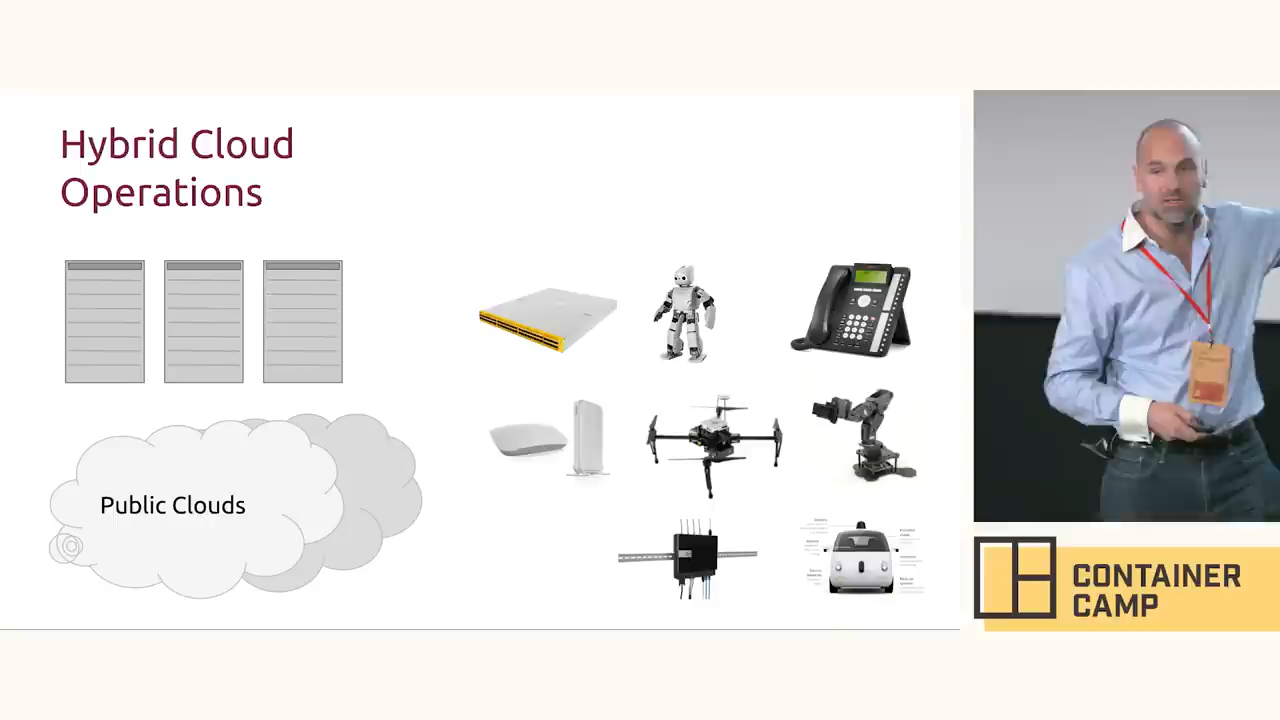 Hybrid Cloud
Operations
Public Clouds
CONTAINER
CAMP